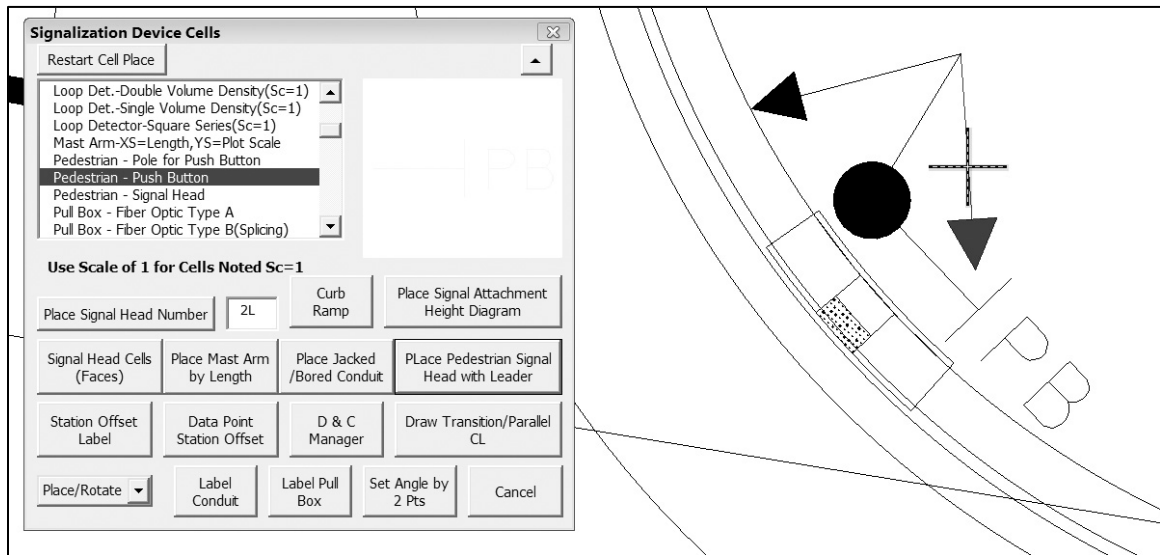 Signalization Device Cells
Restart Cell Place
Loop Det.-Double Volume Density(Sc=1)
Loop Det.-Single Volume Density(Sc=1)
Loop Detector-Square Series(Sc=1)
Mast Arm-XS=Length,YS=Plot Scale
Pedestrian - Pole for Push Button
Pedestrian - Push Button
Pedestrian - Signal Head
Pull Box - Fiber Optic Type A
Pull Box - Fiber Optic Type B(Splicing)
PB
Use Scale of 1 for Cells Noted Sc=1
Place Signal Head Number
2L
Curb
Ramp
Place Signal Attachment
Height Diagram
Signal Head Cells
(Faces)
Place Mast Arm
by Length
Place Jacked
/Bored Conduit
PLace Pedestrian Signal
Head with Leader
Station Offset
Label
Data Point
Station Offset
D & C
Manager
Draw Transition/Parallel
CL
Place/Rotate
Label
Conduit
Label Pull
Box
Set Angle by
2 Pts
Cancel
PB